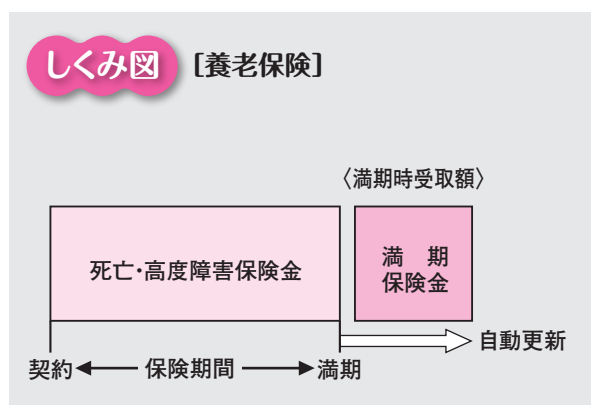 しくみ図 [養老保険]
〈満期時受取額〉
死亡・高度障害保険金
満 期
保険金
自動更新
契約 保険期間 満期